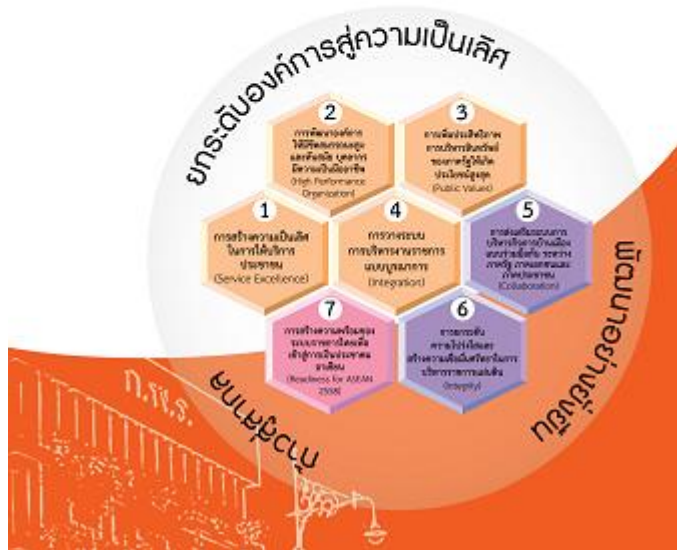 ยกระดับองค์การสู่ความเป็นเลิศ
พัฒนาอย่างยั่งยืน
ก้าวสู่สากล
1
การสร้างความเป็นเลิศ
ในการให้บริการ
ประชาชน
(Service Excellence)
2
การพัฒนาองค์การ
ให้มีขีดสมรรถนะสูง
และทันสมัย บุคลากร
มีความเป็นมืออาชีพ
(High Performance
Organization)
3
การเพิ่มประสิทธิภาพ
การบริหารสินทรัพย์
ของภาครัฐให้เกิด
ประโยชน์สูงสุด
(Public Values)
4
การวางระบบ
การบริหารงานราชการ
แบบบูรณาการ
(Integration)
5
การส่งเสริมระบบการ
บริหารกิจการบ้านเมือง
แบบร่วมมือกัน ระหว่าง
ภาครัฐ ภาคเอกชนและ
ภาคประชาชน
(Collaboration)
6
การยกระดับ
ความโปร่งใสและ
สร้างความเชื่อมั่นศรัทธาในการ
บริหารราชการแผ่นดิน
(Integrity)
7
การสร้างความพร้อมของ
ระบบราชการไทยเพื่อ
เข้าสู่การเป็นประชาคม
อาเซียน
(Readiness for ASEAN
2558)
ก.พ.ร.